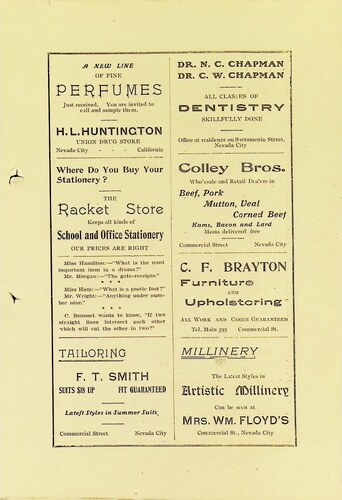 A NEW LINE
OF FINE
PERFUMES
Just received. You are invited to
call and sample them.
H.L. HUNTINGTON
UNION DRUG STORE
Nevada City - - - California
Where Do You Buy Your
Stationery?
THE
Racket Store
Keeps all kinds of
School and Office Stationery
OUR PRICES ARE RIGHT
Miss Hamilton:—"What is the most
important item in a drama?"
Mr. Morgan:—"The gate-receipts."
* * *
Miss Ham:—"What is a poetic foot?"
Mr. Wright:—"Anything under num-
ber nine."
* * *
C. Bennet wants to know, "If two
straight lines intersect each other
which will cut the other in two?"
TAILORING
F. T. SMITH
SUITS $18 UP FIT GUARANTEED
Latest Styles in Summer Suits,
Commercial Street Nevada City
DR. N. C. CHAPMAN
DR. C. W. CHAPMAN
ALL CLASSES OF
DENTISTRY
SKILLFULLY DONE
Office at residence on Sacramento Street,
Nevada City
Colley Bros.
Wholesale and Retail Dealers in
Beef, Pork
Mutton, Veal
Corned Beef
Hams, Bacon and Lard
Meats delivered free
Commercial Street Nevada City
C. F. BRAYTON
Furniture
AND
Upholstering
ALL WORK AND GOODS GUARANTEED
Tel. Main 335 Commercial St.
MILLINERY
The Latest Styles in
Artistic Millinery
Can be seen at
MRS. WM. FLOYD'S
Commercial St., Nevada City